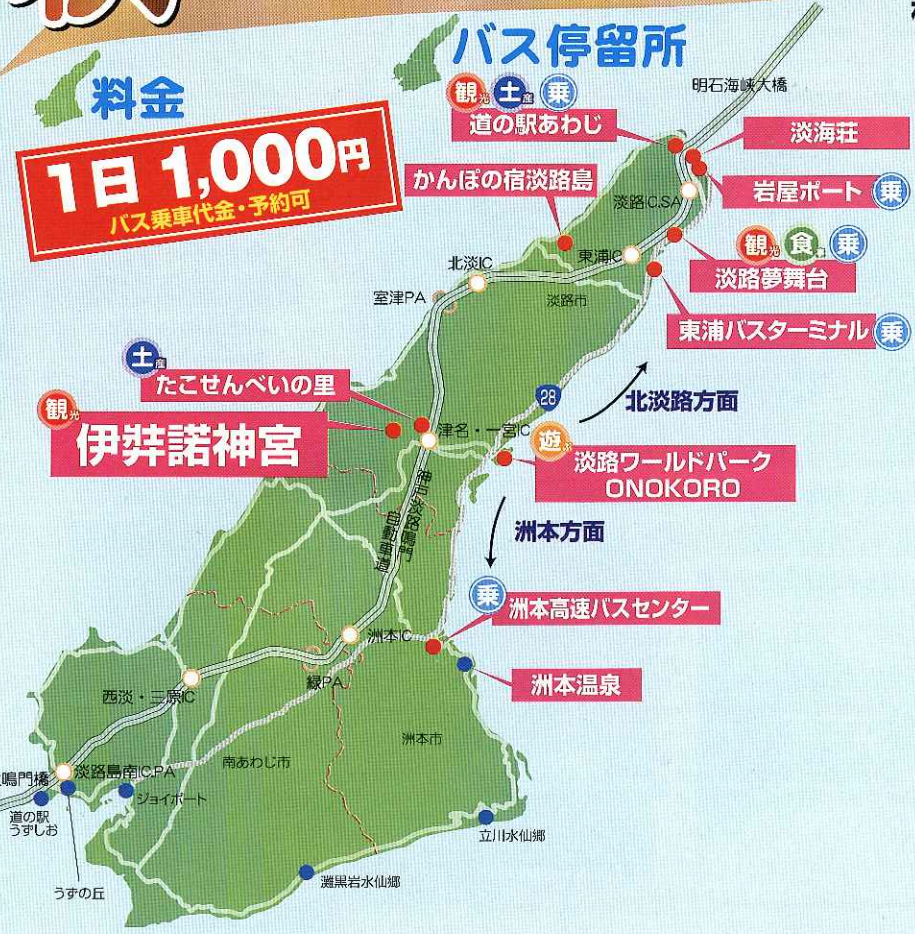 バス停留所
料金
1日 1,000円
バス乗車代金・予約可
明石海峡大橋
観光 土産 乗
道の駅あわじ
淡海荘
かんぽの宿淡路島
岩屋ポート 乗
淡路IC.SA
観光 食 乗
淡路夢舞台
東浦IC
北淡IC
室津PA
淡路市
東浦バスターミナル 乗
土産
たこせんべいの里
28
北淡路方面
観光
伊弉諾神宮
津名・一宮IC
遊ぶ
淡路ワールドパーク
ONOKORO
神戸淡路鳴門
自動車道
洲本方面
乗
洲本高速バスセンター
洲本IC
緑PA
洲本温泉
西淡・三原IC
洲本市
南あわじ市
淡路島南IC.PA
鳴門橋
ジョイポート
道の駅
うずしお
立川水仙郷
灘黒岩水仙郷
うずの丘